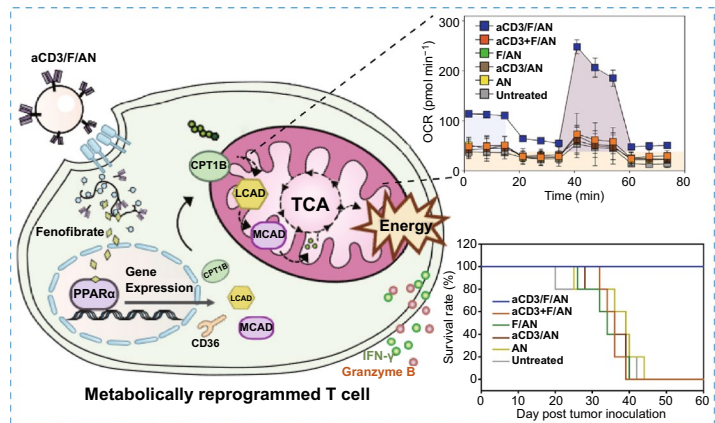 aCD3/F/AN
CPT1B
LCAD
MCAD
TCA
Energy
Fenofibrate
PPARα
Gene
Expression
CPT1B
LCAD
CD36
MCAD
IFN-γ
Granzyme B
Metabolically reprogrammed T cell
300
200
100
0
OCR (pmol min⁻¹)
aCD3/F/AN
aCD3+F/AN
F/AN
aCD3/AN
AN
Untreated
0 20 40 60 80
Time (min)
120
100
80
60
40
20
0
Survival rate (%)
aCD3/F/AN
aCD3+F/AN
F/AN
aCD3/AN
AN
Untreated
0 10 20 30 40 50 60
Day post tumor inoculation